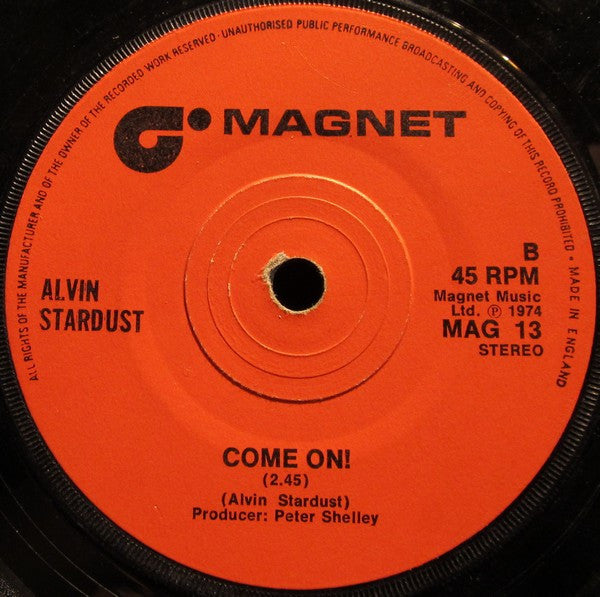 ALL RIGHTS OF THE MANUFACTURER AND OF THE OWNER OF THE RECORDED WORK RESERVED · UNAUTHORISED PUBLIC PERFORMANCE BROADCASTING AND COPYING OF THIS RECORD PROHIBITED • MADE IN ENGLAND
MAGNET
ALVIN
STARDUST
B
45 RPM
Magnet Music
Ltd. ℗ 1974
MAG 13
STEREO
COME ON!
(2.45)
(Alvin Stardust)
Producer: Peter Shelley